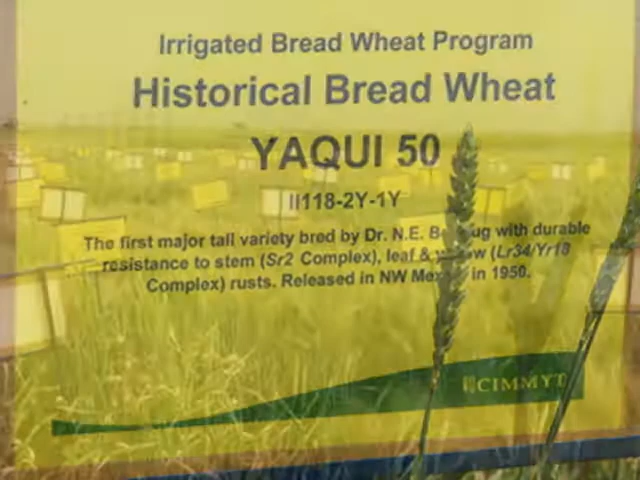 Irrigated Bread Wheat Program
Historical Bread Wheat
YAQUI 50
II118-2Y-1Y
The first major tall variety bred by Dr. N.E. with durable
resistance to stem (Sr2 Complex), leaf & (Lr34/Yr18
Complex) rusts. Released in NW in 1950.
CIMMYT